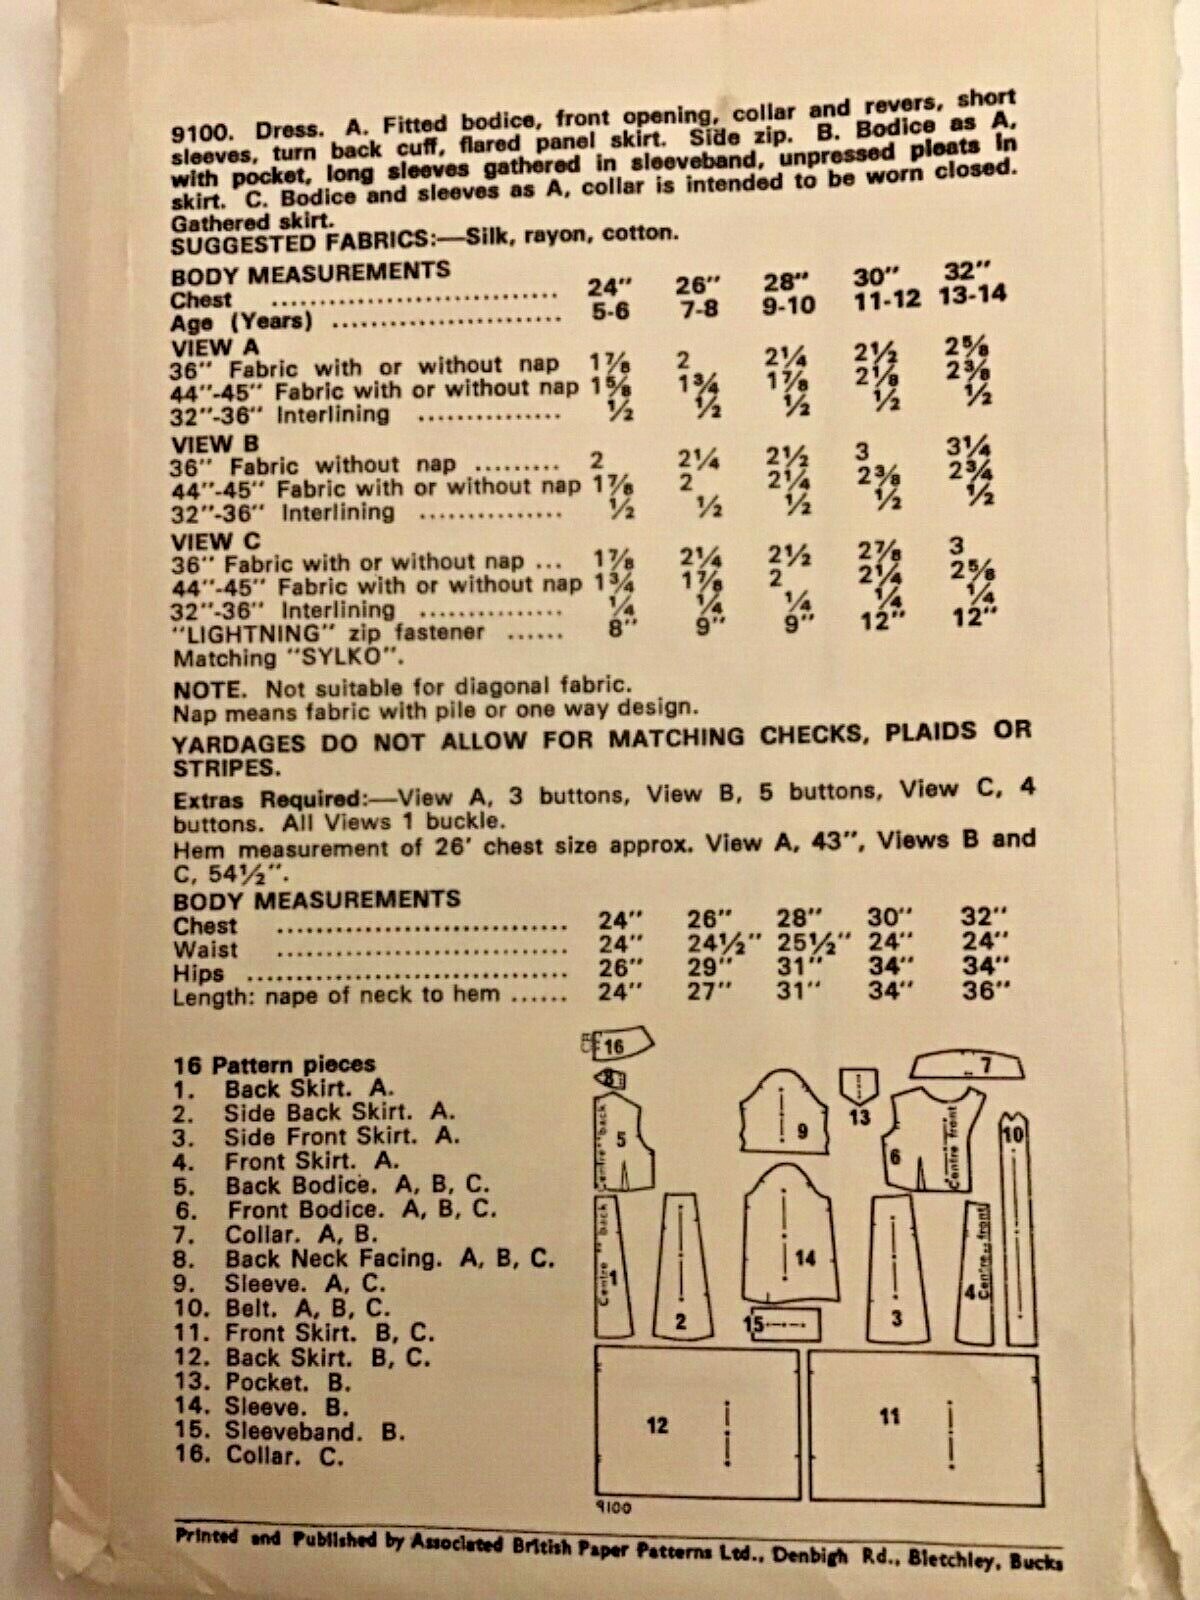 9100. Dress. A. Fitted bodice, front opening, collar and revers, short
sleeves, turn back cuff, flared panel skirt. Side zip. B. Bodice as A,
with pocket, long sleeves gathered in sleeveband, unpressed pleats in
skirt. C. Bodice and sleeves as A, collar is intended to be worn closed.
Gathered skirt.
SUGGESTED FABRICS:—Silk, rayon, cotton.
BODY MEASUREMENTS
Chest .............................. 24″ 26″ 28″ 30″ 32″
Age (Years) ........................ 5-6 7-8 9-10 11-12 13-14
VIEW A
36″ Fabric with or without nap 1⅞ 2 2¼ 2½ 2⅝
44″-45″ Fabric with or without nap 1⅝ 1¾ 1⅞ 2⅛ 2⅜
32″-36″ Interlining ............... ½ ½ ½ ½ ½
VIEW B
36″ Fabric without nap ......... 2 2¼ 2½ 3 3¼
44″-45″ Fabric with or without nap 1⅞ 2 2¼ 2⅜ 2¾
32″-36″ Interlining ............... ½ ½ ½ ½ ½
VIEW C
36″ Fabric with or without nap ... 1⅞ 2¼ 2½ 2⅞ 3
44″-45″ Fabric with or without nap 1¾ 1⅞ 2 2¼ 2⅝
32″-36″ Interlining ............... ¼ ¼ ¼ ¼ ¼
"LIGHTNING" zip fastener ...... 8″ 9″ 9″ 12″ 12″
Matching "SYLKO".
NOTE. Not suitable for diagonal fabric.
Nap means fabric with pile or one way design.
YARDAGES DO NOT ALLOW FOR MATCHING CHECKS, PLAIDS OR
STRIPES.
Extras Required:—View A, 3 buttons, View B, 5 buttons, View C, 4
buttons. All Views 1 buckle.
Hem measurement of 26′ chest size approx. View A, 43″, Views B and
C, 54½″.
BODY MEASUREMENTS
Chest .............................. 24″ 26″ 28″ 30″ 32″
Waist .............................. 24″ 24½″ 25½″ 24″ 24″
Hips ................................. 26″ 29″ 31″ 34″ 34″
Length: nape of neck to hem ...... 24″ 27″ 31″ 34″ 36″
16 Pattern pieces
1. Back Skirt. A.
2. Side Back Skirt. A.
3. Side Front Skirt. A.
4. Front Skirt. A.
5. Back Bodice. A, B, C.
6. Front Bodice. A, B, C.
7. Collar. A, B.
8. Back Neck Facing. A, B, C.
9. Sleeve. A, C.
10. Belt. A, B, C.
11. Front Skirt. B, C.
12. Back Skirt. B, C.
13. Pocket. B.
14. Sleeve. B.
15. Sleeveband. B.
16. Collar. C.
16
7
8
13
9
5
Centre back
6
Centre front
10
Centre back
1
2
14
3
4
Centre front
15
12
11
9100
Printed and Published by Associated British Paper Patterns Ltd., Denbigh Rd., Bletchley, Bucks